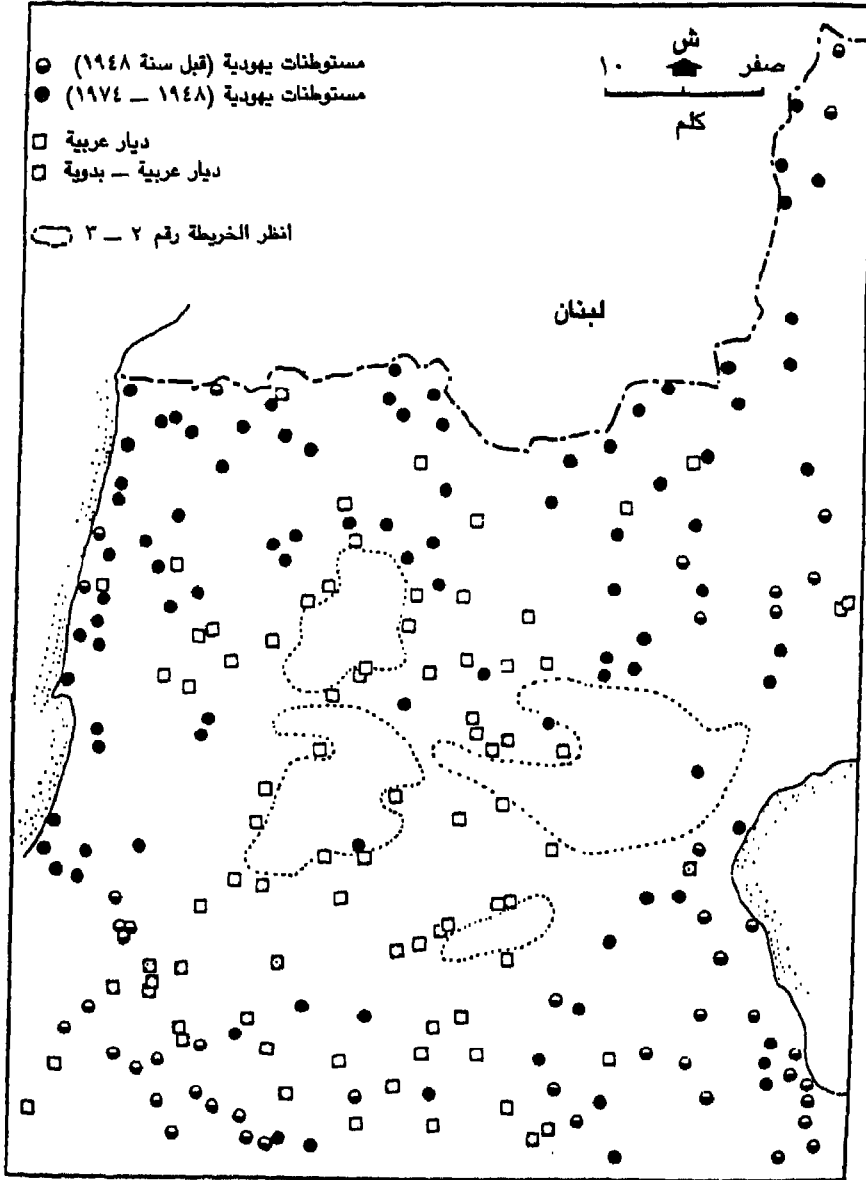 مستوطنات يهودية (قبل سنة ١٩٤٨)
مستوطنات يهودية (١٩٤٨ — ١٩٧٤)
ديار عربية
ديار عربية — بدوية
انظر الخريطة رقم ٢ — ٣
ش
صفر ١٠
كلم
لبنان